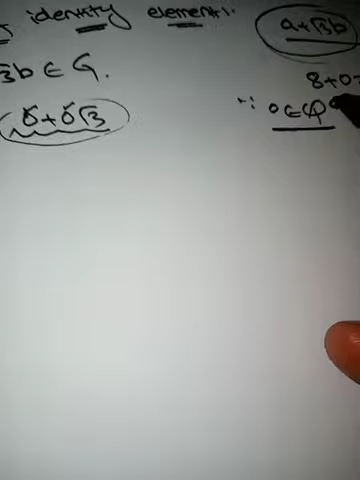 identity element:
a+√3b
√3b ∈ G.
8+0=
∵ 0∈Q
0+0√3